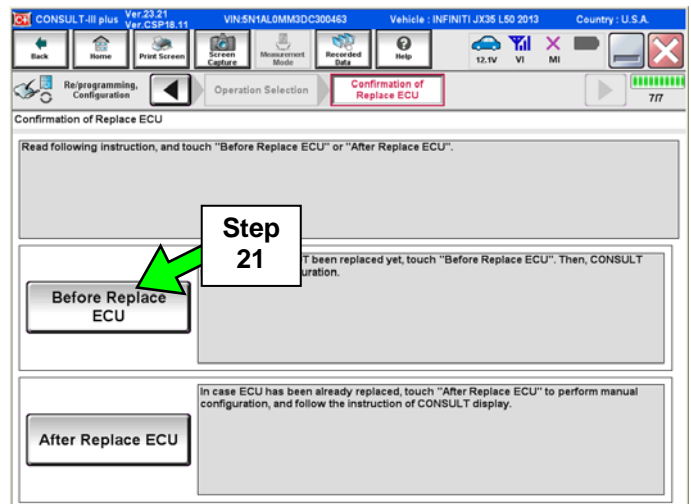 CONSULT-III plus Ver.23.21 VIN:5N1AL0MM3DC300463 Vehicle : INFINITI JX35 L50 2013 Country : U.S.A.
Ver.CSP18.11
Back Home Print Screen Screen Capture Measurement Mode Recorded Data Help 12.1V VI MI
Re/programming, Configuration Operation Selection Confirmation of Replace ECU 7/7
Confirmation of Replace ECU
Read following instruction, and touch "Before Replace ECU" or "After Replace ECU".
Step
21
T been replaced yet, touch "Before Replace ECU". Then, CONSULT
uration.
Before Replace
ECU
In case ECU has been already replaced, touch "After Replace ECU" to perform manual
configuration, and follow the instruction of CONSULT display.
After Replace ECU